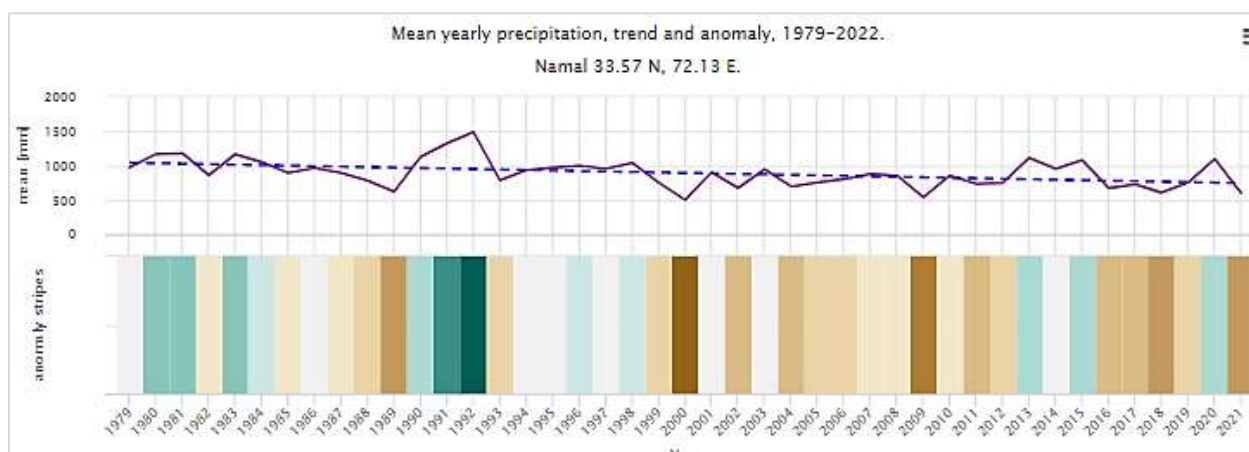 Mean yearly precipitation, trend and anomaly, 1979-2022.
Namal 33.57 N, 72.13 E.
2000
1500
1000
500
0
mean [mm]
anormly stripes
1979 1980 1981 1982 1983 1984 1985 1986 1987 1988 1989 1990 1991 1992 1993 1994 1995 1996 1997 1998 1999 2000 2001 2002 2003 2004 2005 2006 2007 2008 2009 2010 2011 2012 2013 2014 2015 2016 2017 2018 2019 2020 2021